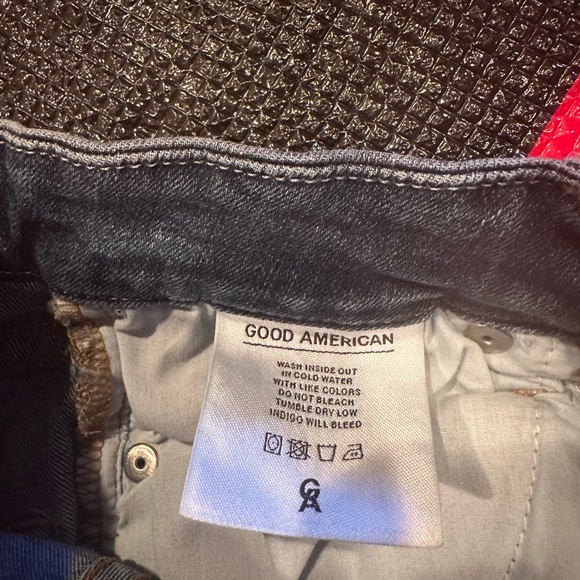 GOOD AMERICAN
WASH INSIDE OUT
IN COLD WATER
WITH LIKE COLORS
DO NOT BLEACH
TUMBLE DRY LOW
INDIGO WILL BLEED
GA